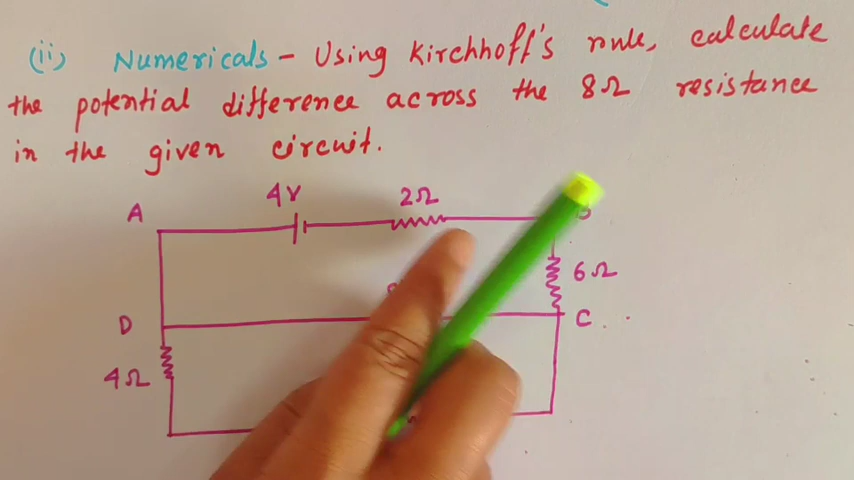 (ii) Numericals - Using Kirchhoff's rule, calculate
the potential difference across the 8Ω resistance
in the given circuit.
A 4V 2Ω
6Ω
D C
4Ω